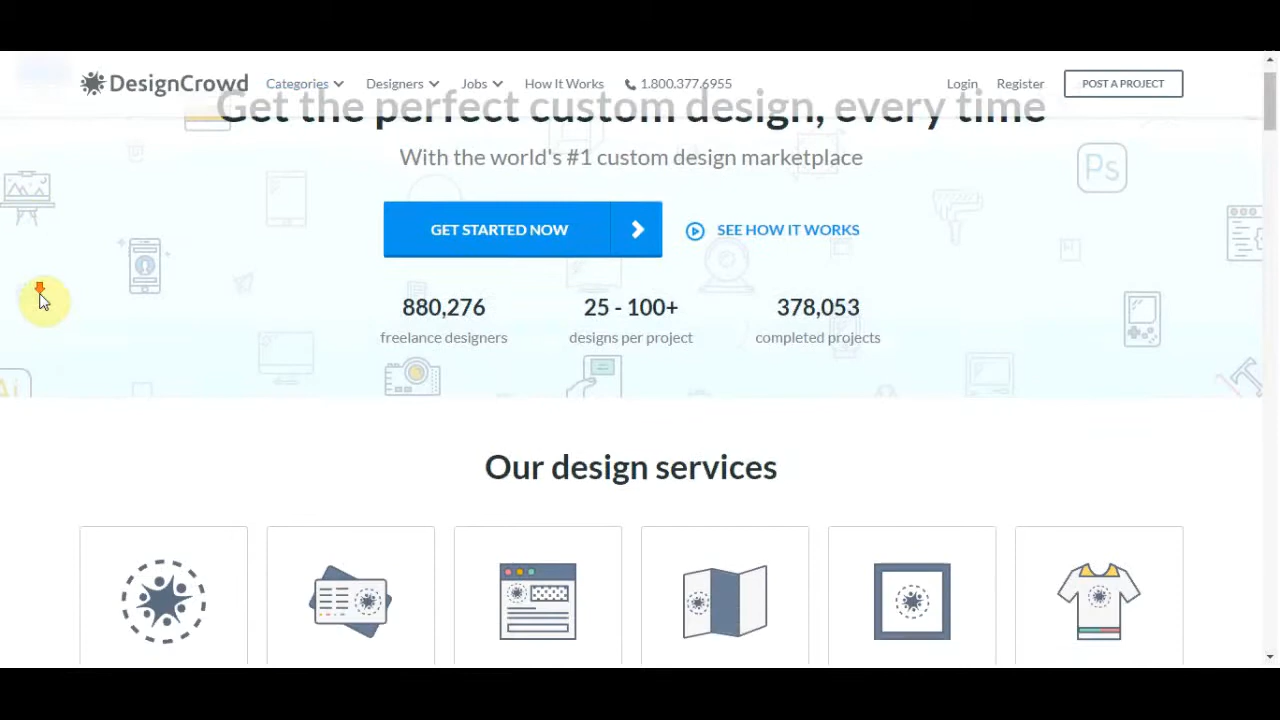 DesignCrowd Categories Designers Jobs How It Works 1.800.377.6955 Login Register POST A PROJECT
Get the perfect custom design, every time
With the world's #1 custom design marketplace
Ps
GET STARTED NOW SEE HOW IT WORKS
880,276 25 - 100+ 378,053
freelance designers designs per project completed projects
Ai
Our design services